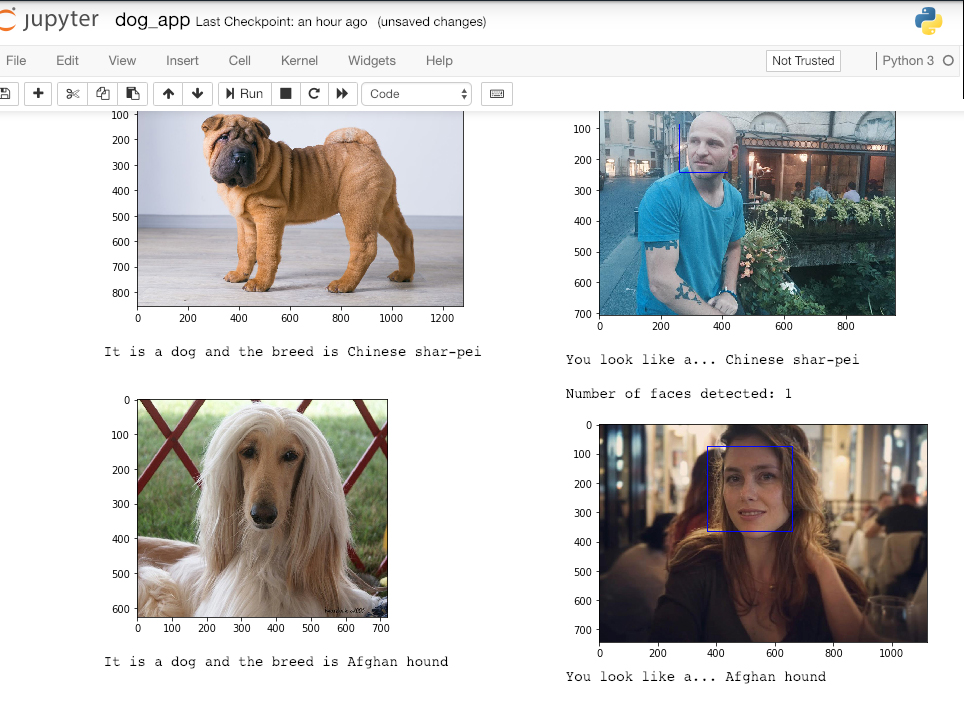 jupyter dog_app Last Checkpoint: an hour ago (unsaved changes)
File Edit View Insert Cell Kernel Widgets Help Not Trusted Python 3
Run Code
100
200
300
400
500
600
700
800
0 200 400 600 800 1000 1200
It is a dog and the breed is Chinese shar-pei
0
100
200
300
400
500
600
0 100 200 300 400 500 600 700
It is a dog and the breed is Afghan hound
100
200
300
400
500
600
700
0 200 400 600 800
You look like a... Chinese shar-pei
Number of faces detected: 1
0
100
200
300
400
500
600
700
0 200 400 600 800 1000
You look like a... Afghan hound